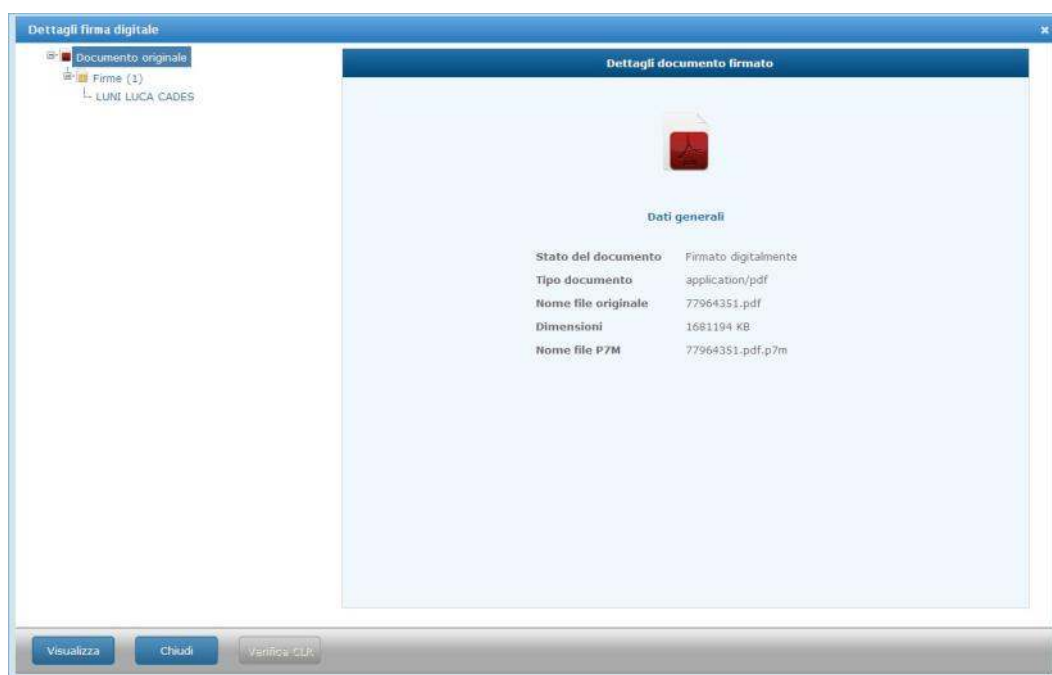 Dettagli firma digitale
Documento originale
Firme (1)
LUNI LUCA CADES
Dettagli documento firmato
Dati generali
Stato del documento Firmato digitalmente
Tipo documento application/pdf
Nome file originale 77964351.pdf
Dimensioni 1681194 KB
Nome file P7M 77964351.pdf.p7m
Visualizza Chiudi Verifica